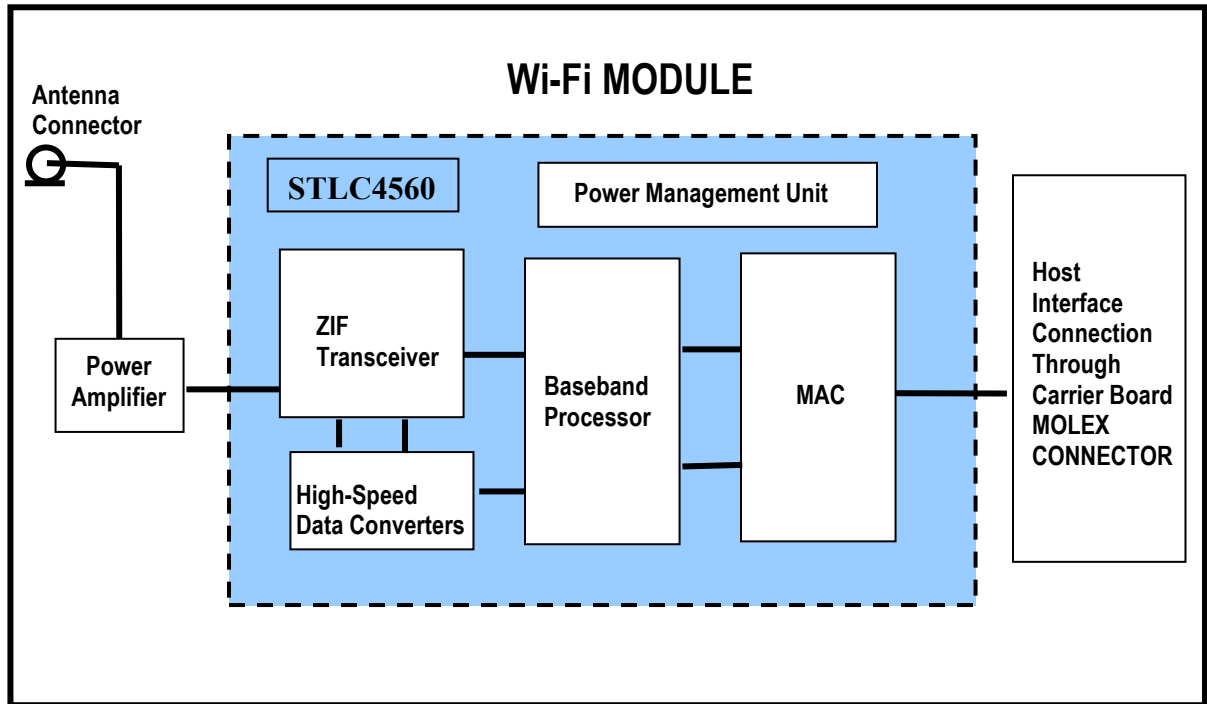 Wi-Fi MODULE
Antenna
Connector
STLC4560
Power Management Unit
ZIF
Transceiver
Power
Amplifier
Baseband
Processor
MAC
High-Speed
Data Converters
Host
Interface
Connection
Through
Carrier Board
MOLEX
CONNECTOR